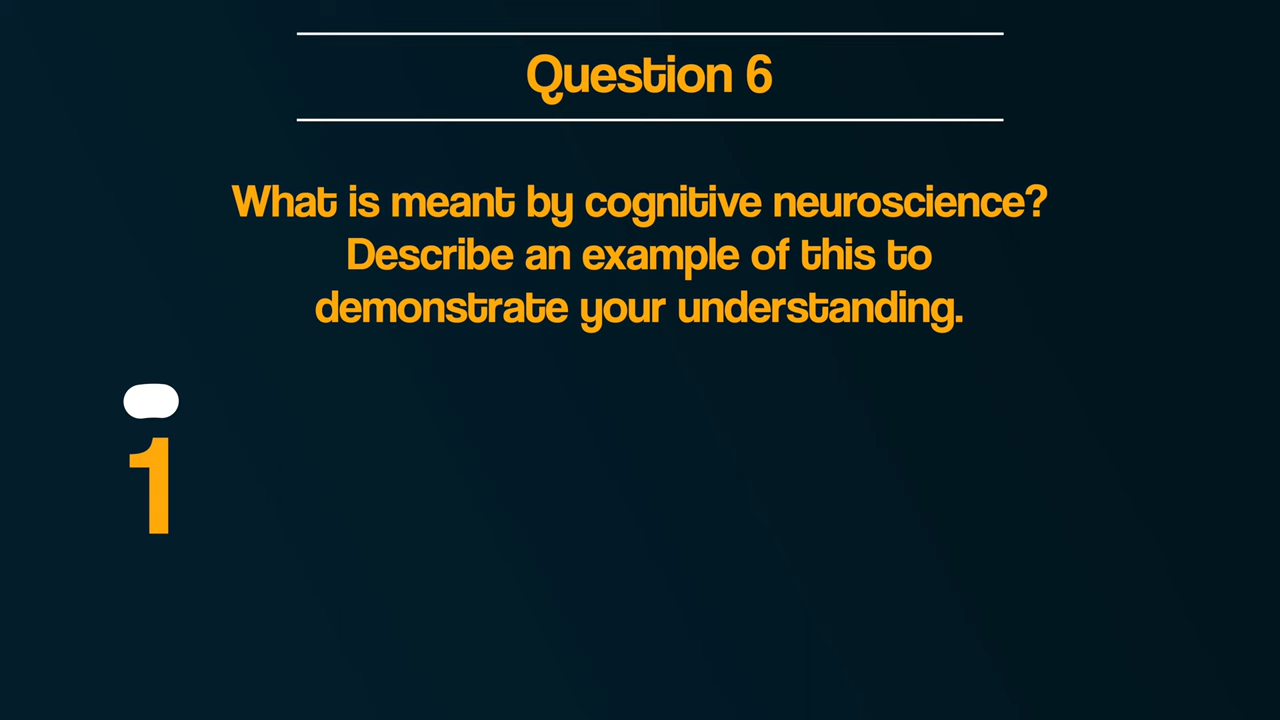 Question 6
What is meant by cognitive neuroscience?
Describe an example of this to
demonstrate your understanding.
1